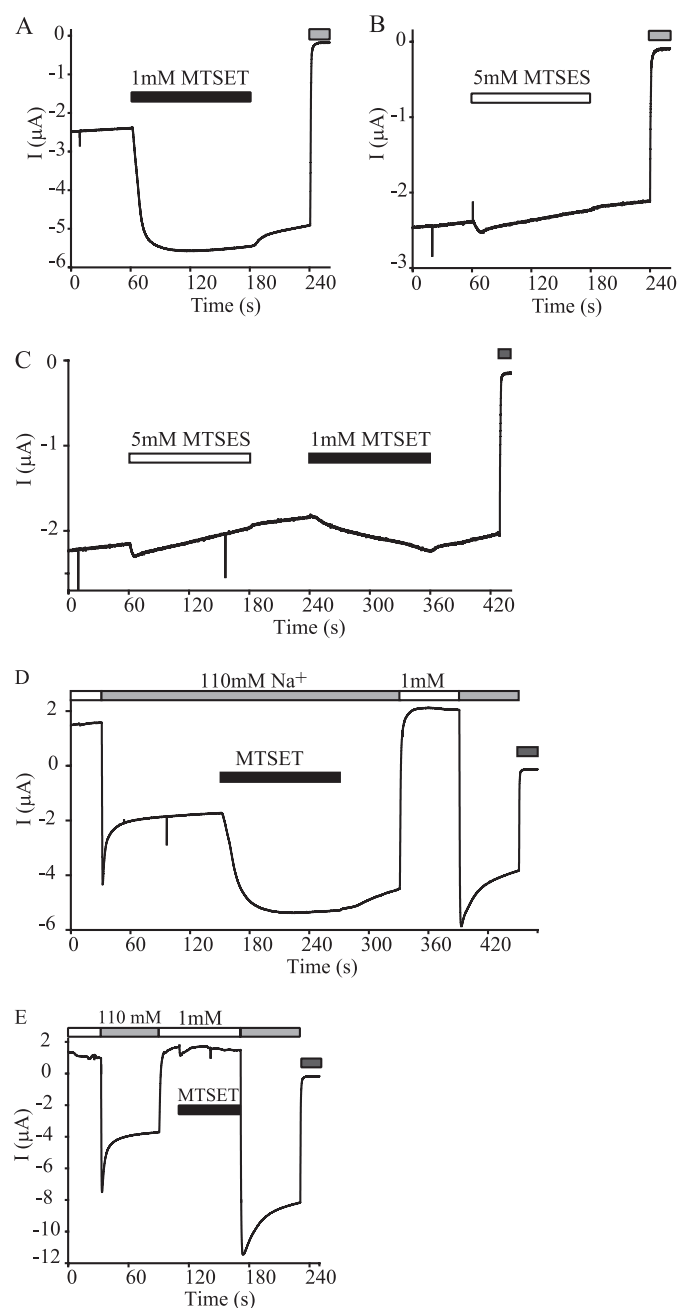 A
0
-1
-2
-3
-4
-5
-6
I (μA)
1mM MTSET
0 60 120 180 240
Time (s)
B
0
-1
-2
-3
I (μA)
5mM MTSES
0 60 120 180 240
Time (s)
C
0
-1
-2
I (μA)
5mM MTSES 1mM MTSET
0 60 120 180 240 300 360 420
Time (s)
D
110mM Na⁺ 1mM
2
0
-2
-4
-6
I (μA)
MTSET
0 60 120 180 240 300 360 420
Time (s)
E
110 mM 1mM
2
0
-2
-4
-6
-8
-10
-12
I (μA)
MTSET
0 60 120 180 240
Time (s)